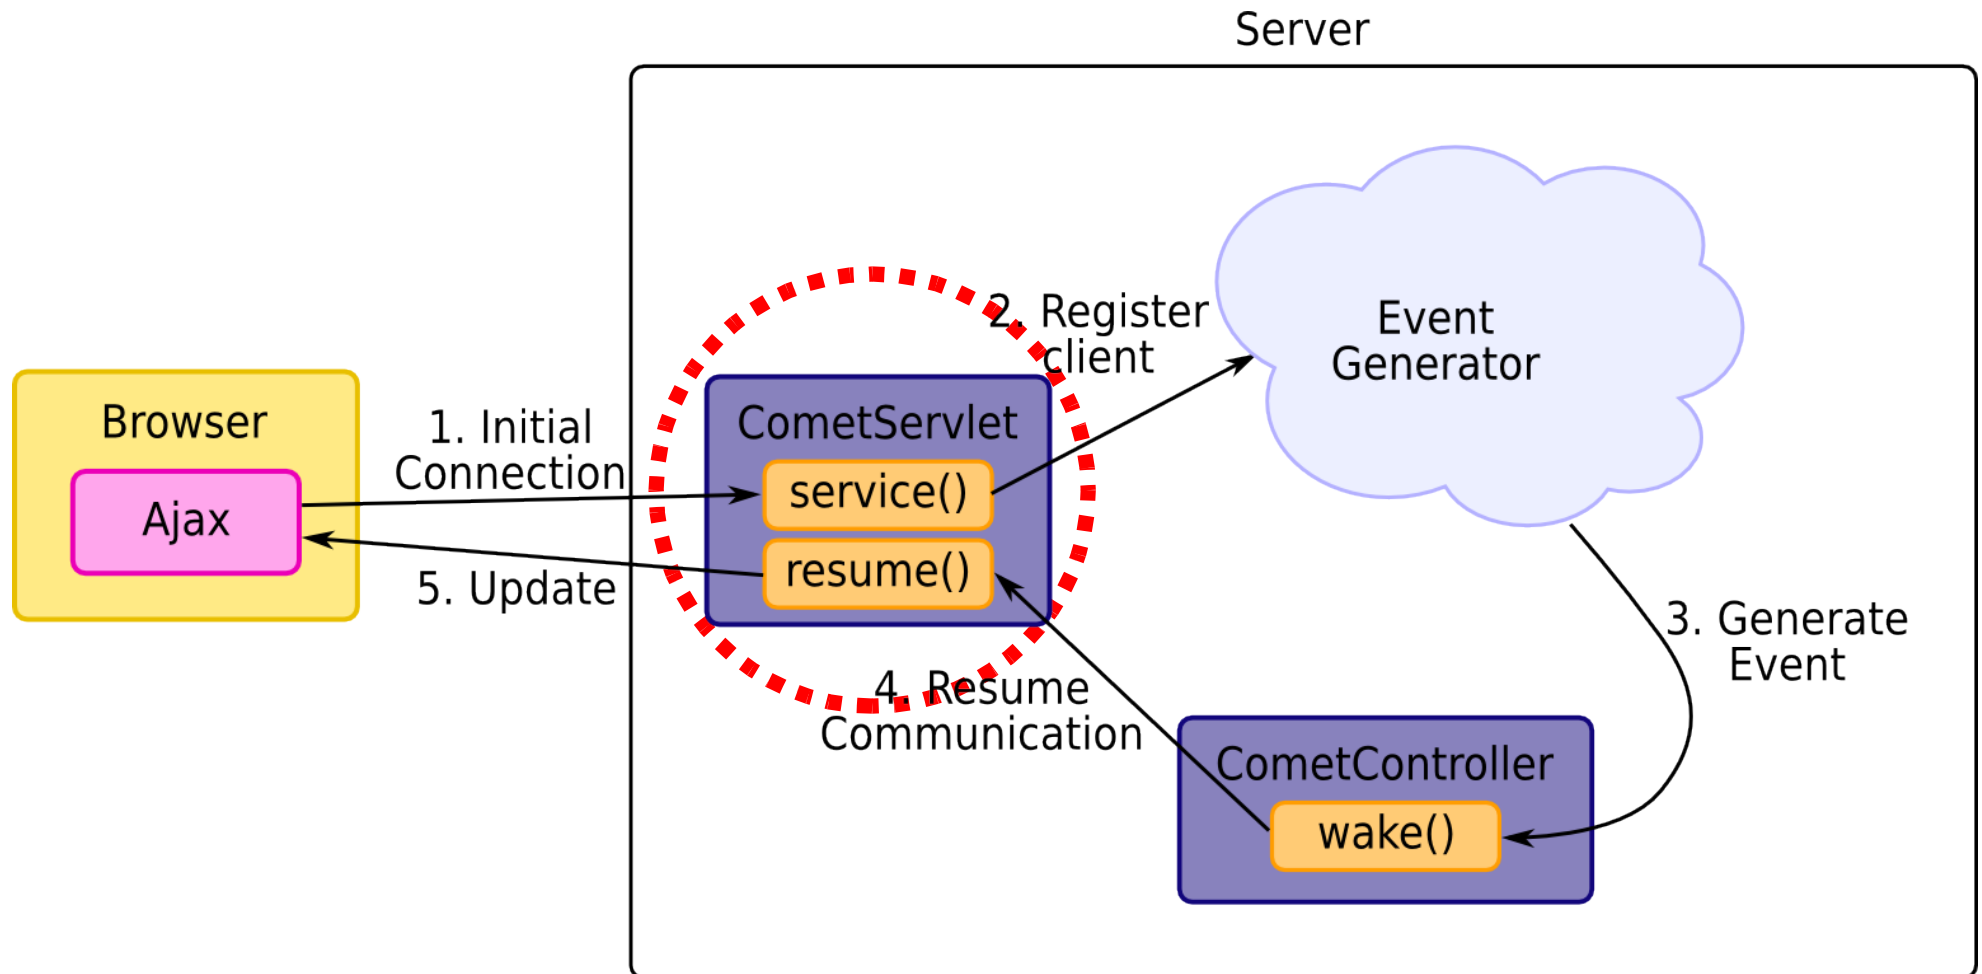 Server
2. Register
client
Event
Generator
Browser
Ajax
1. Initial
Connection
CometServlet
service()
resume()
5. Update
3. Generate
Event
4. Resume
Communication
CometController
wake()